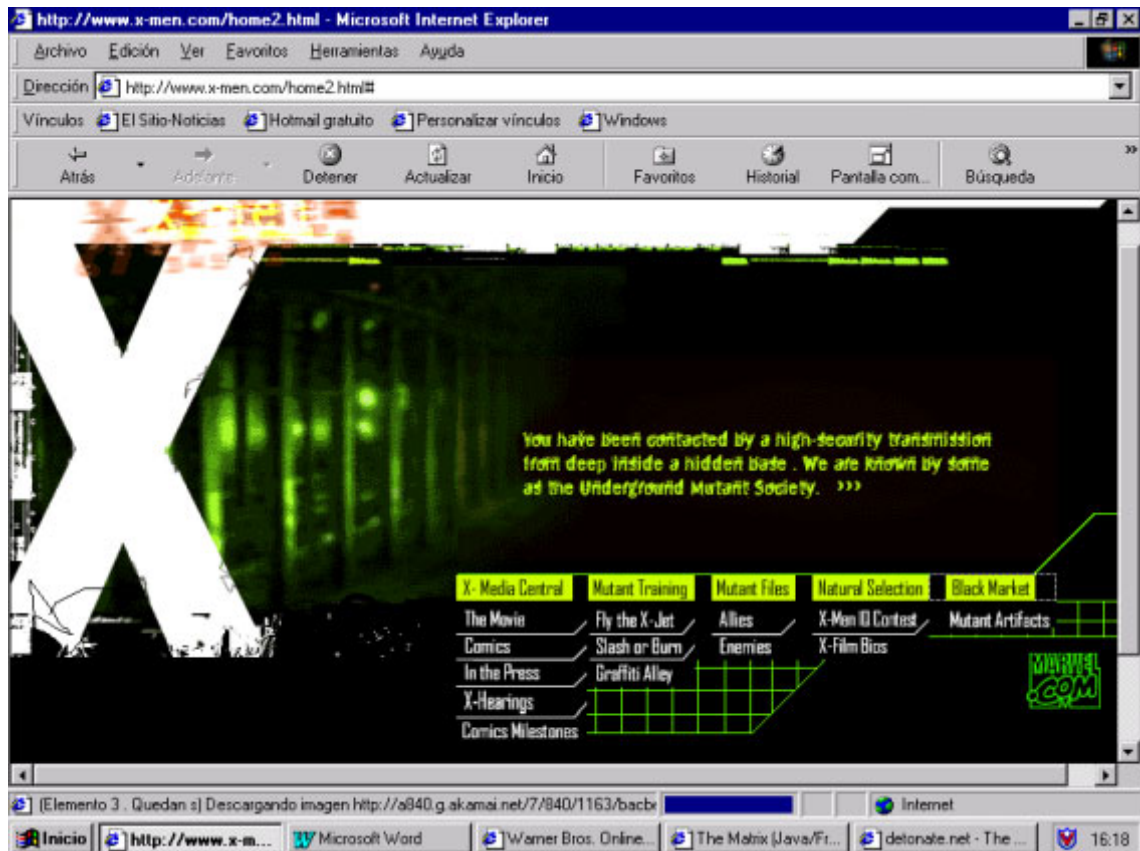 http://www.x-men.com/home2.html - Microsoft Internet Explorer
Archivo Edición Ver Favoritos Herramientas Ayuda
Dirección http://www.x-men.com/home2.html#
Vínculos El Sitio-Noticias Hotmail gratuito Personalizar vínculos Windows
Atrás Adelante Detener Actualizar Inicio Favoritos Historial Pantalla com... Búsqueda
X
You have been contacted by a high-security transmission
from deep inside a hidden base . We are known by some
as the Underground Mutant Society. >>>
X- Media Central Mutant Training Mutant Files Natural Selection Black Market
The Movie Fly the X-Jet Allies X-Men ID Contest Mutant Artifacts
Comics Slash or Burn Enemies X-Film Bios
In the Press Graffiti Alley
X-Hearings
Comics Milestones
MARVEL
.COM
(Elemento 3 . Quedan s) Descargando imagen http://a840.g.akamai.net/7/840/1163/bacb Internet
Inicio http://www.x-m... Microsoft Word Warner Bros. Online... The Matrix (Java/Fr... detonate.net - The ... 16:18